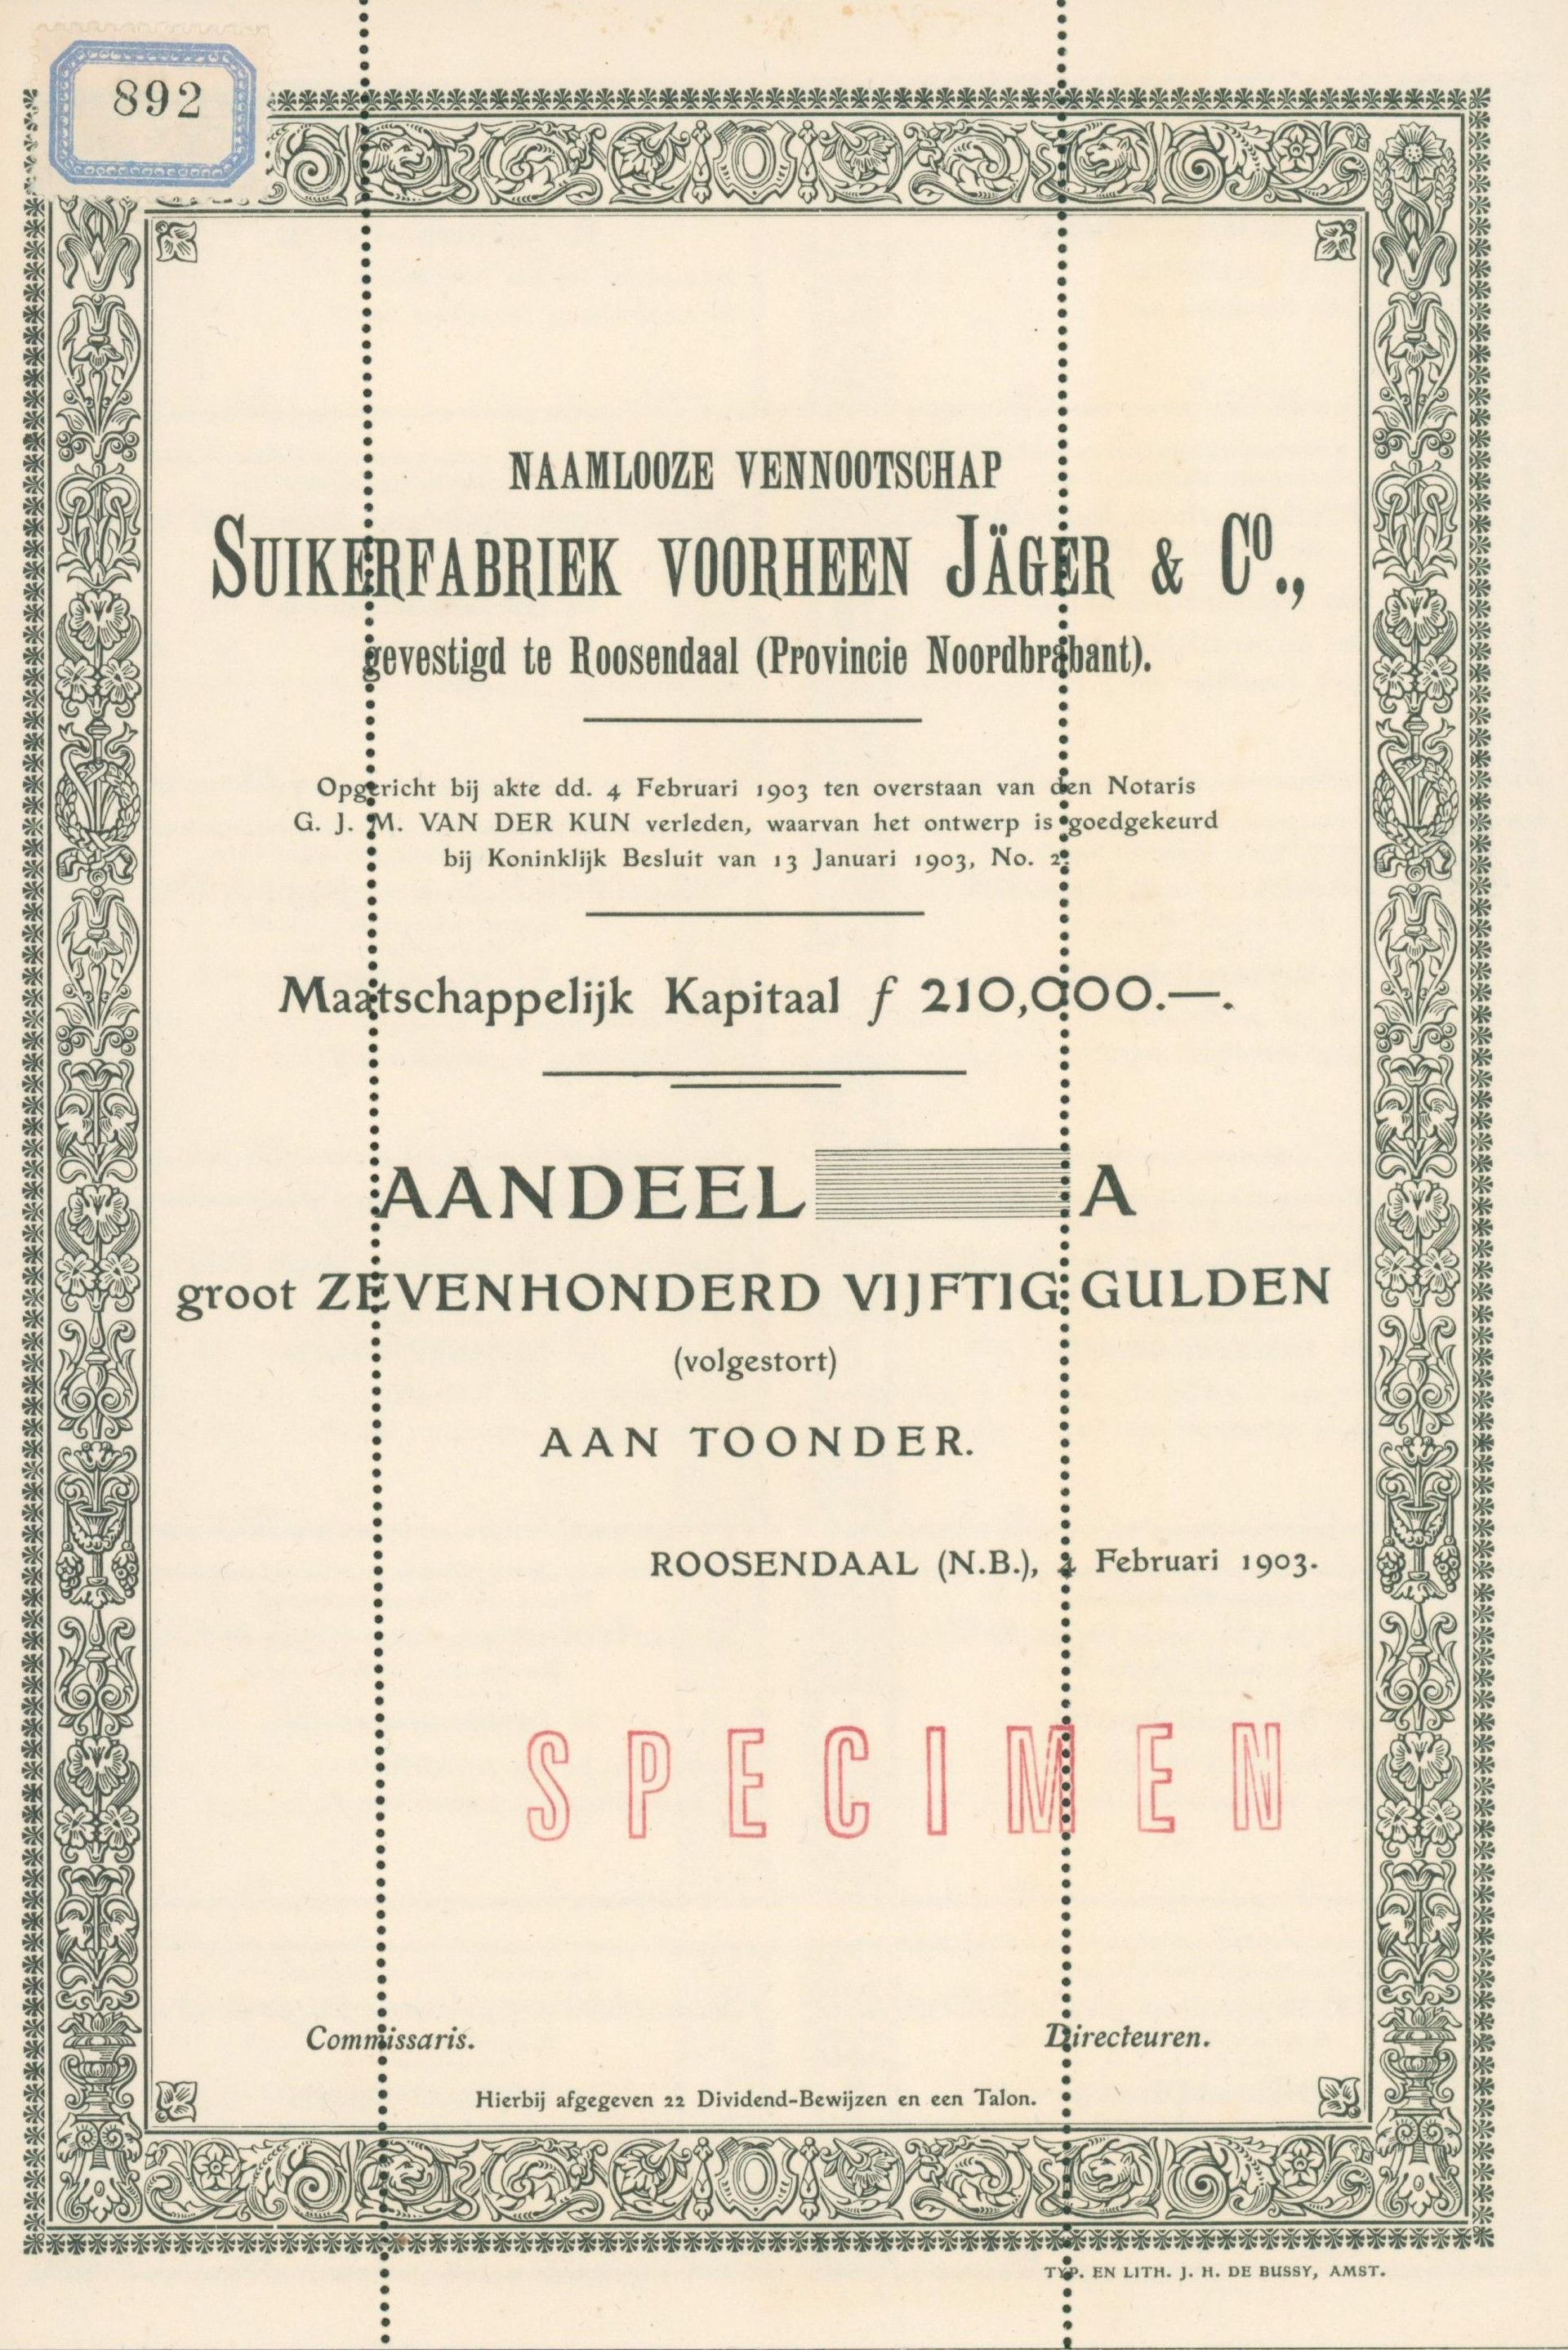 892
NAAMLOOZE VENNOOTSCHAP
SUIKERFABRIEK VOORHEEN JÄGER & Cº.,
gevestigd te Roosendaal (Provincie Noordbrabant).
Opgericht bij akte dd. 4 Februari 1903 ten overstaan van den Notaris
G. J. M. VAN DER KUN verleden, waarvan het ontwerp is goedgekeurd
bij Koninklijk Besluit van 13 Januari 1903, No.
Maatschappelijk Kapitaal f 210,000.—.
AANDEEL A
groot ZEVENHONDERD VIJFTIG GULDEN
(volgestort)
AAN TOONDER.
ROOSENDAAL (N.B.), 4 Februari 1903.
SPECIMEN
Commissaris. Directeuren.
Hierbij afgegeven 22 Dividend-Bewijzen en een Talon.
TYP. EN LITH. J. H. DE BUSSY, AMST.